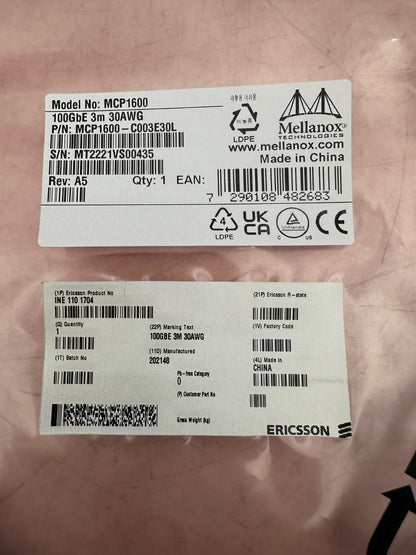 Model No: MCP1600
100GbE 3m 30AWG
P/N: MCP1600-C003E30L
S/N: MT2221VS00435
Rev: A5
Qty: 1
EAN:
7 290108 482683
LDPE
Mellanox®
TECHNOLOGIES
www.mellanox.com
Made in China
4
LDPE
UK
CA
C US
CE
(1P) Ericsson Product No
INE 110 1704
(21P) Ericsson R-state
(Q) Quantity
1
(22P) Marking Text
100GBE 3M 30AWG
(1V) Factory Code
(1T) Batch No
(11D) Manufactured
202148
(4L) Made in
CHINA
Pb-free Category
0
(P) Customer Part No
Gross Weight (kg)
ERICSSON